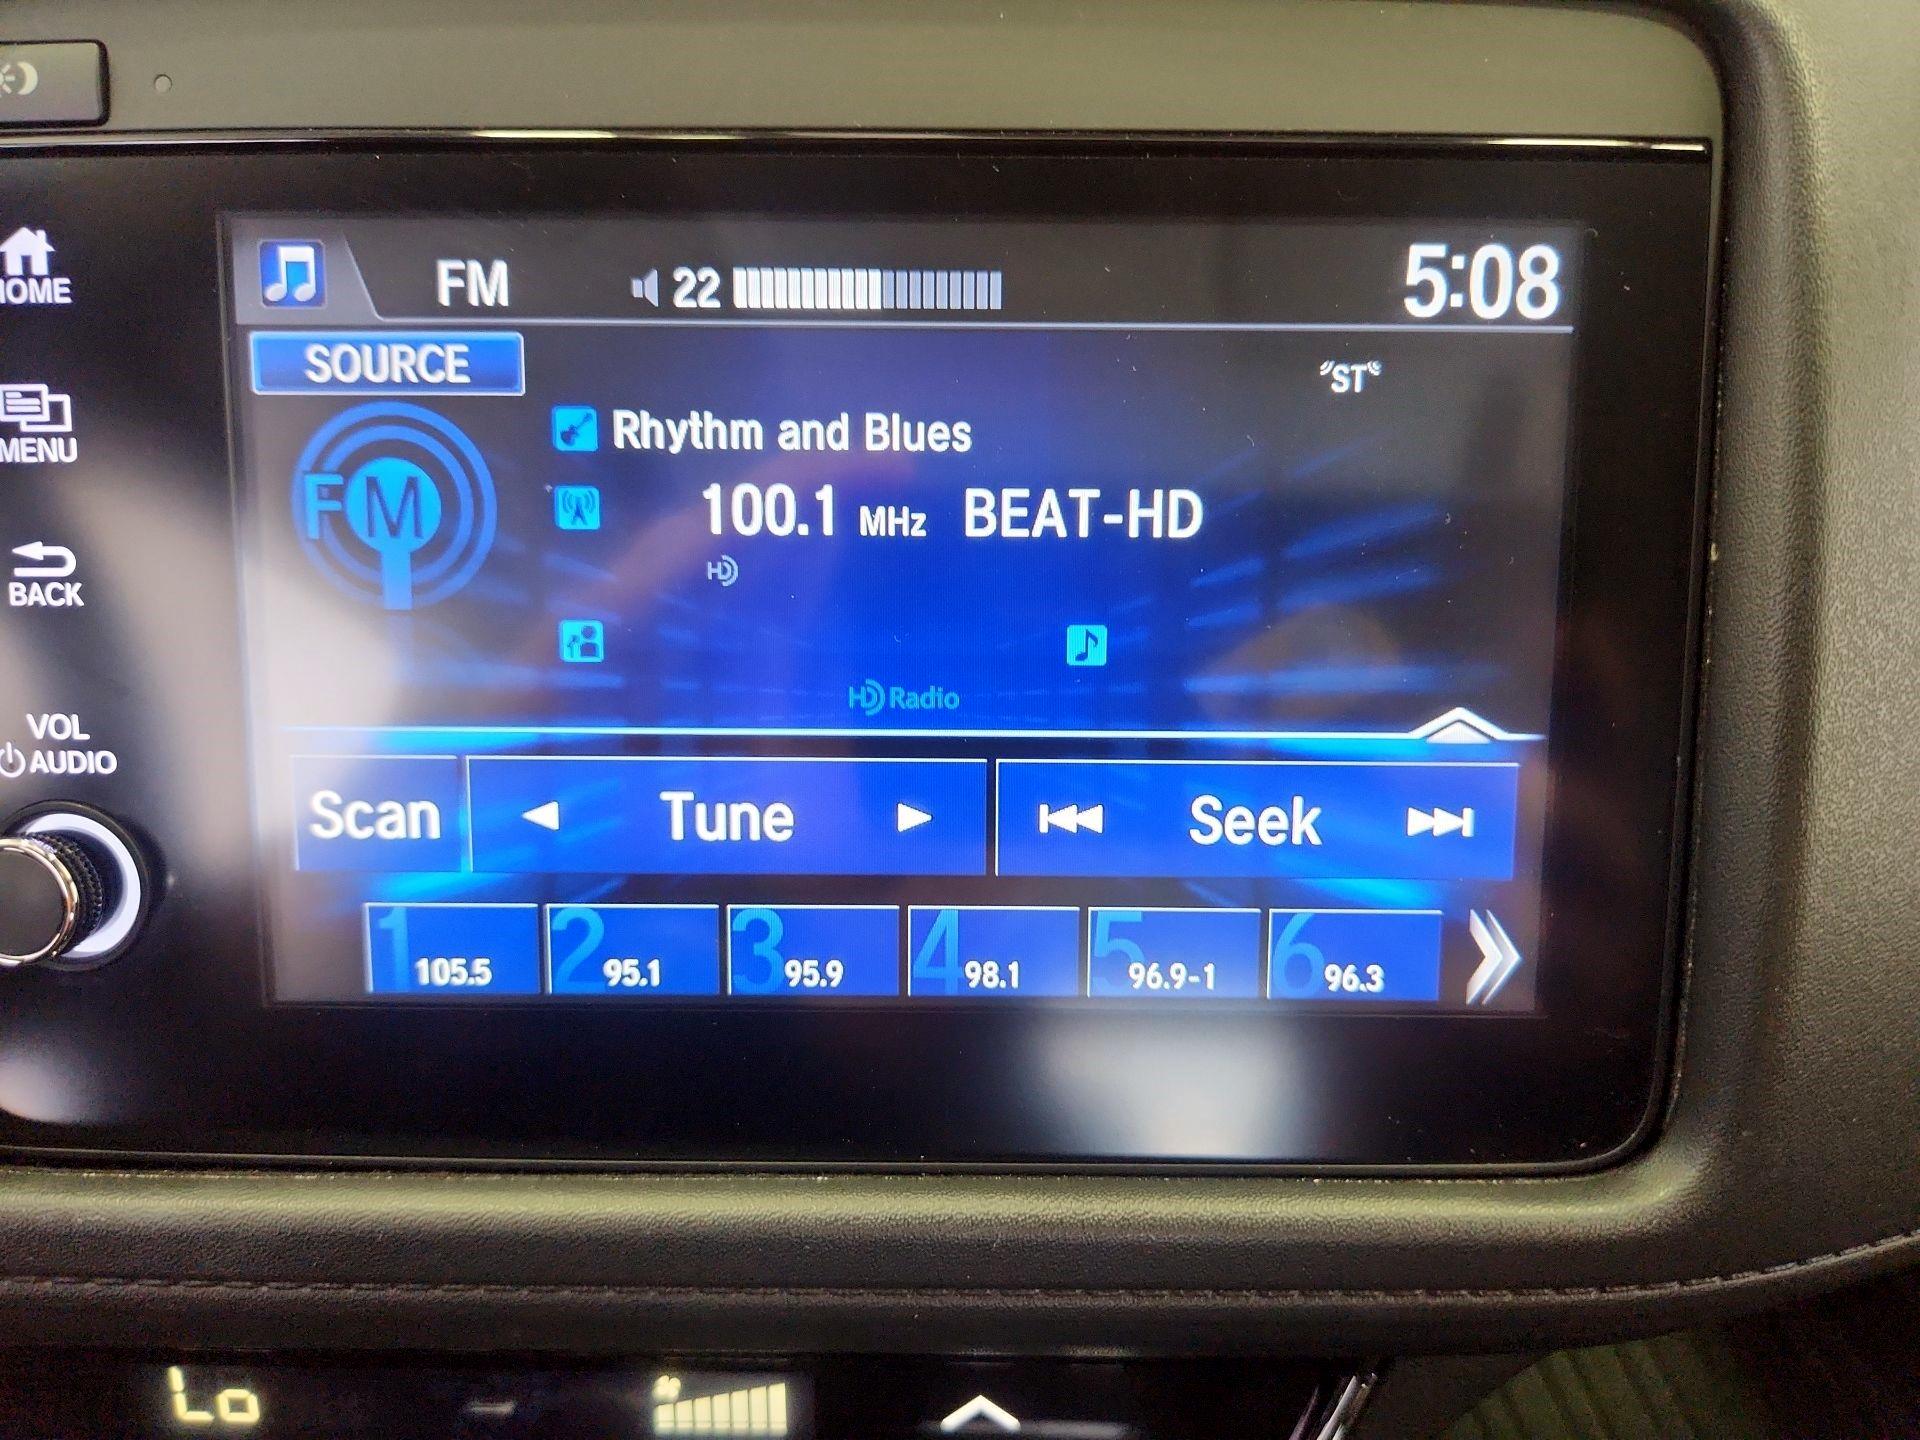 FM 22 5:08
HOME
SOURCE
"ST"
MENU
Rhythm and Blues
FM
100.1 MHz BEAT-HD
HD
BACK
HD Radio
VOL
AUDIO
Scan Tune Seek
1 105.5 2 95.1 3 95.9 4 98.1 5 96.9-1 6 96.3
Lo